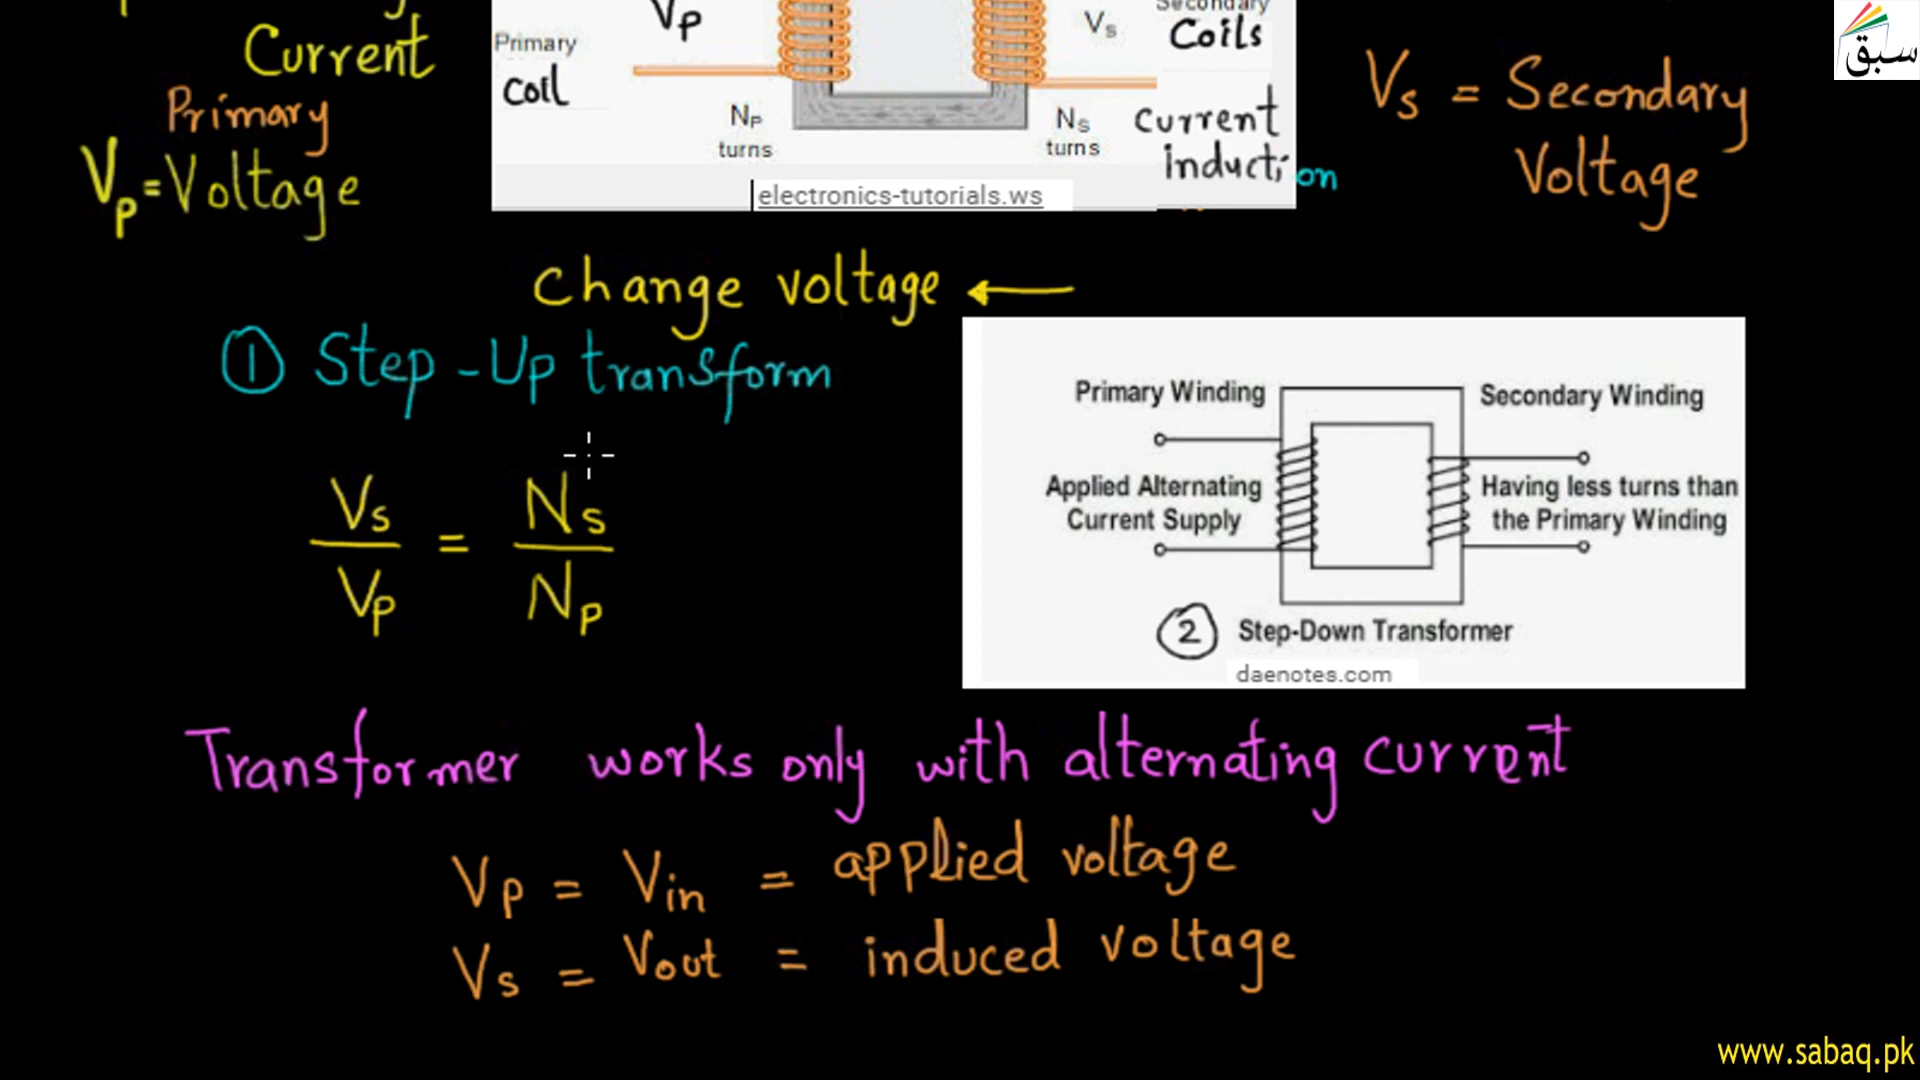 Current
Primary
Vp = Voltage
Vp
Primary
Coil
NP
turns
Vs
Secondary
Coils
NS
turns
Current
induction
electronics-tutorials.ws
Vs = Secondary
Voltage
سبق
Change voltage ←
① Step-Up transform
Vs/Vp = Ns/Np
Primary Winding
Secondary Winding
Applied Alternating
Current Supply
Having less turns than
the Primary Winding
② Step-Down Transformer
daenotes.com
Transformer works only with alternating current
Vp = Vin = applied voltage
Vs = Vout = induced voltage
www.sabaq.pk